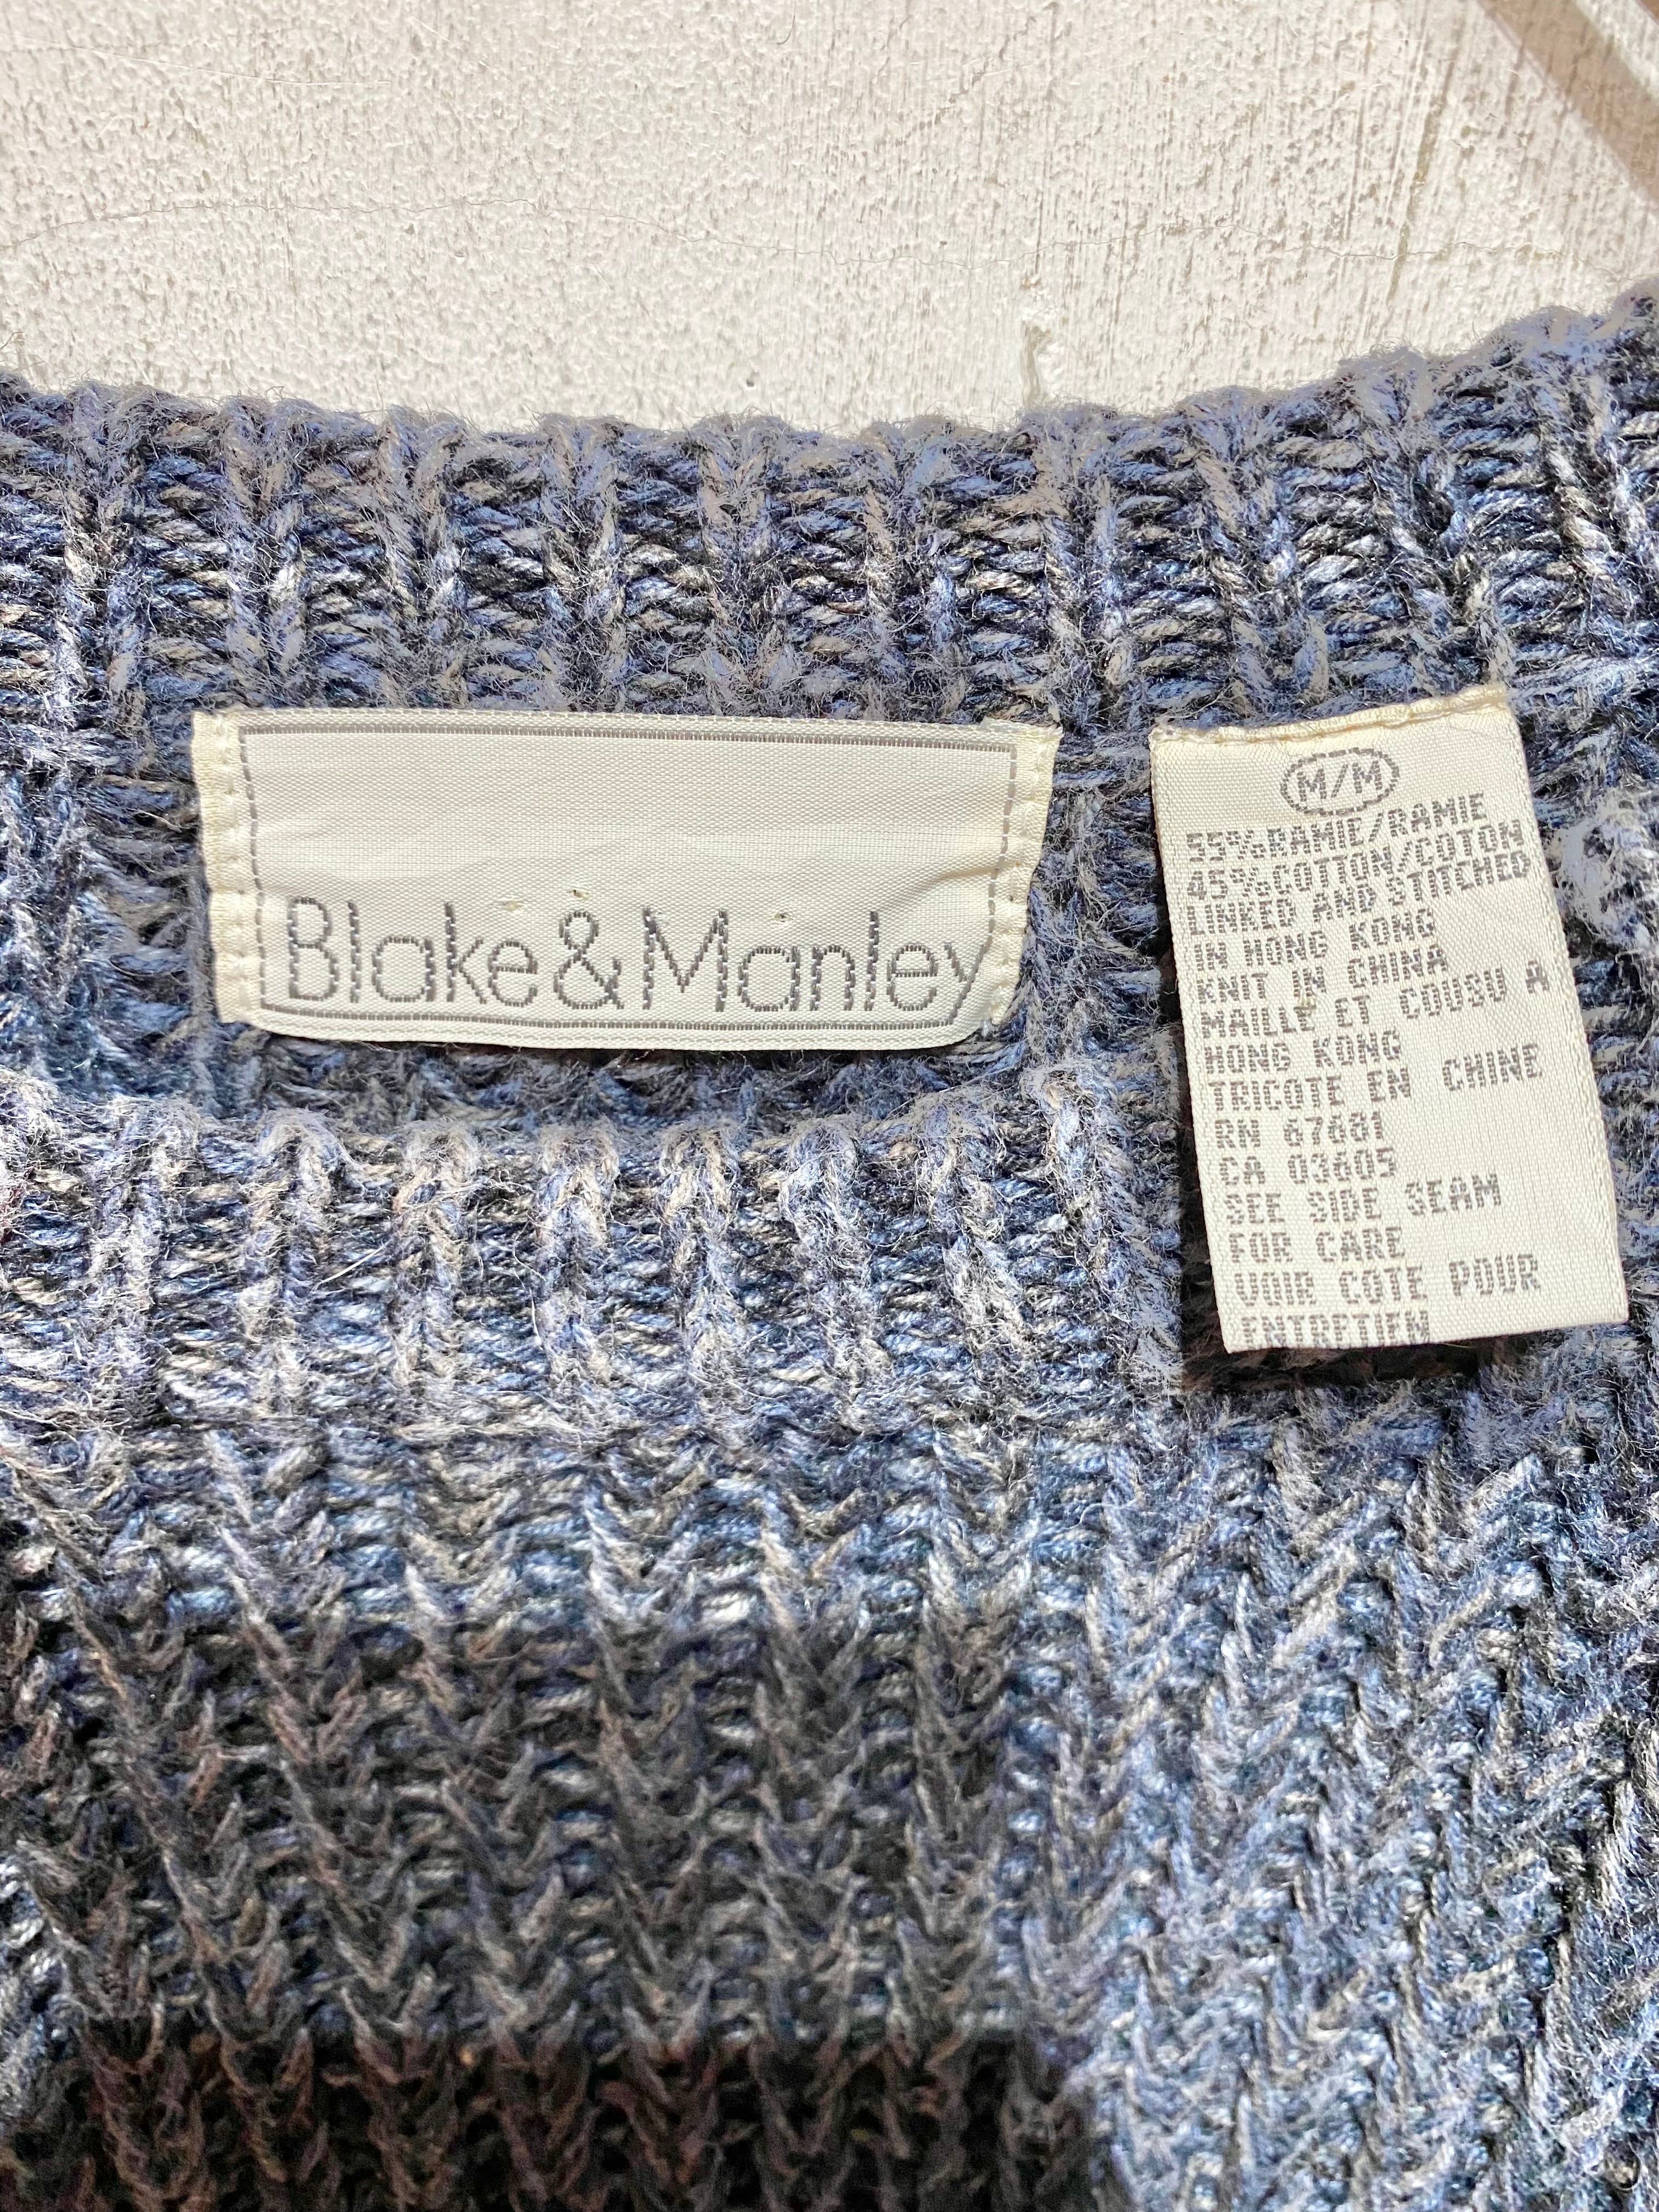 Blake & Manley
M/M
55% RAMIE/RAMIE
45% COTTON/COTON
LINKED AND STITCHED
IN HONG KONG
KNIT IN CHINA
RELIE ET COUSU A
HONG KONG
TRICOTE EN CHINE
RN 67681
CA 03605
SEE SIDE SEAM
FOR CARE
VOIR COTE POUR
ENTRETIEN